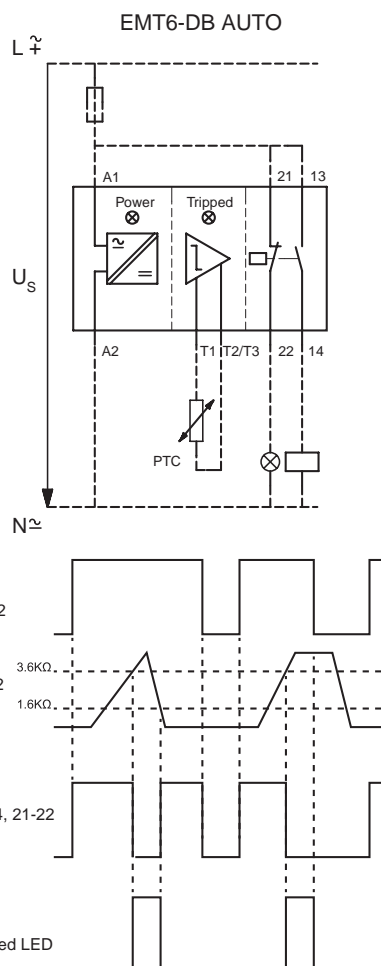 EMT6-DB AUTO
L ≂+
A1
21
13
Power
Tripped
U_S
A2
T1
T2/T3
22
14
PTC
N≃
2
3.6KΩ
2
1.6KΩ
4, 21-22
ed LED